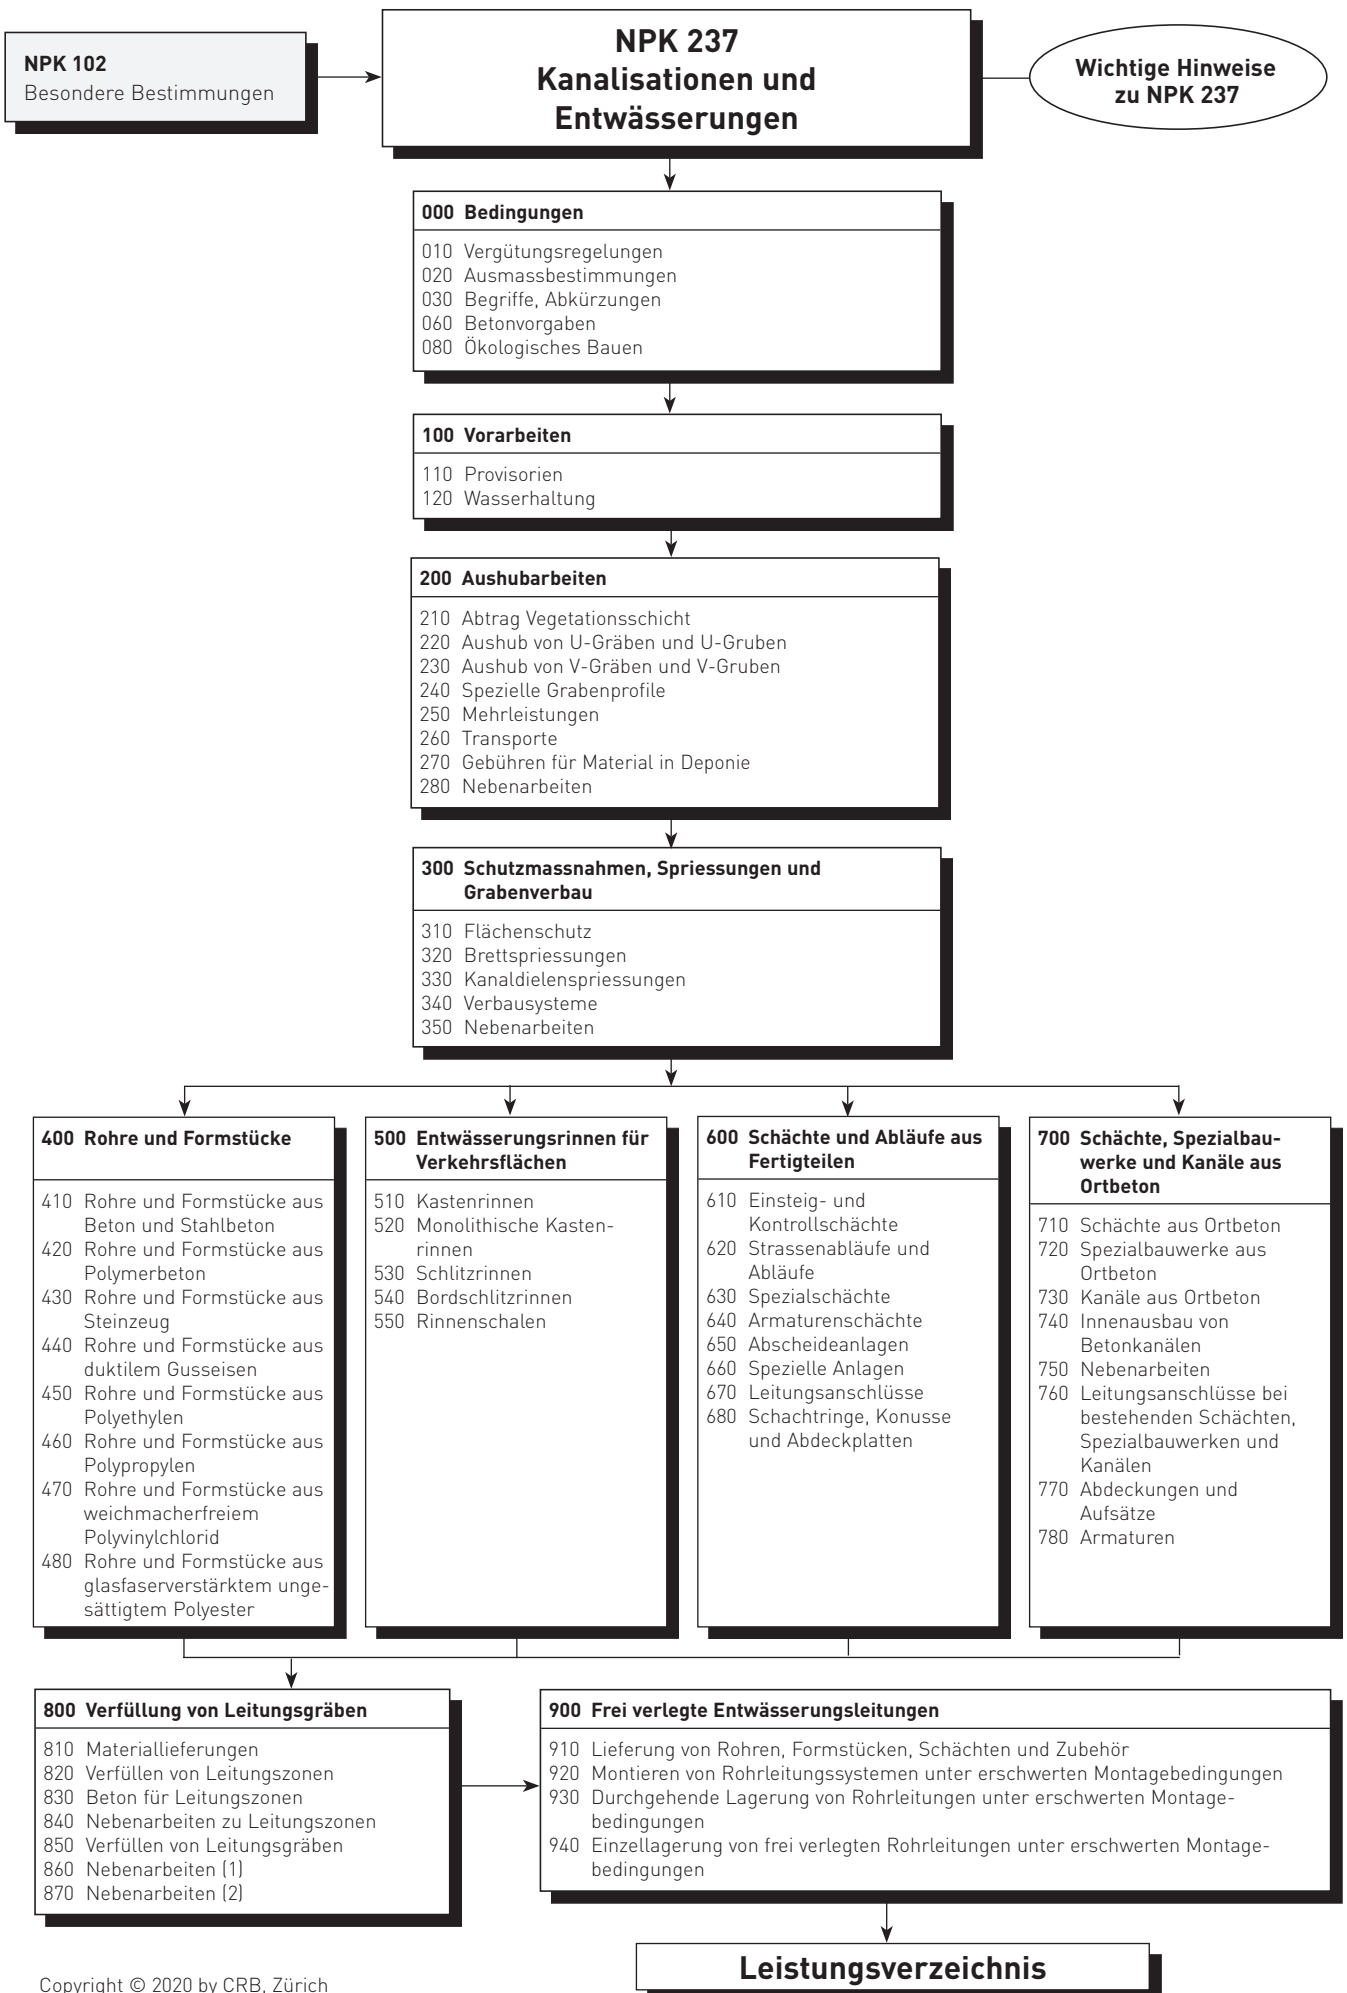 NPK 102
Besondere Bestimmungen
NPK 237
Kanalisationen und
Entwässerungen
Wichtige Hinweise
zu NPK 237
000 Bedingungen
010 Vergütungsregelungen
020 Ausmassbestimmungen
030 Begriffe, Abkürzungen
060 Betonvorgaben
080 Ökologisches Bauen
100 Vorarbeiten
110 Provisorien
120 Wasserhaltung
200 Aushubarbeiten
210 Abtrag Vegetationsschicht
220 Aushub von U-Gräben und U-Gruben
230 Aushub von V-Gräben und V-Gruben
240 Spezielle Grabenprofile
250 Mehrleistungen
260 Transporte
270 Gebühren für Material in Deponie
280 Nebenarbeiten
300 Schutzmassnahmen, Spriessungen und
Grabenverbau
310 Flächenschutz
320 Brettspriessungen
330 Kanaldielenspriessungen
340 Verbausysteme
350 Nebenarbeiten
400 Rohre und Formstücke
410 Rohre und Formstücke aus
Beton und Stahlbeton
420 Rohre und Formstücke aus
Polymerbeton
430 Rohre und Formstücke aus
Steinzeug
440 Rohre und Formstücke aus
duktilem Gusseisen
450 Rohre und Formstücke aus
Polyethylen
460 Rohre und Formstücke aus
Polypropylen
470 Rohre und Formstücke aus
weichmacherfreiem
Polyvinylchlorid
480 Rohre und Formstücke aus
glasfaserverstärktem unge-
sättigtem Polyester
500 Entwässerungsrinnen für
Verkehrsflächen
510 Kastenrinnen
520 Monolithische Kasten-
rinnen
530 Schlitzrinnen
540 Bordschlitzrinnen
550 Rinnenschalen
600 Schächte und Abläufe aus
Fertigteilen
610 Einsteig- und
Kontrollschächte
620 Strassenabläufe und
Abläufe
630 Spezialschächte
640 Armaturenschächte
650 Abscheideanlagen
660 Spezielle Anlagen
670 Leitungsanschlüsse
680 Schachtringe, Konusse
und Abdeckplatten
700 Schächte, Spezialbau-
werke und Kanäle aus
Ortbeton
710 Schächte aus Ortbeton
720 Spezialbauwerke aus
Ortbeton
730 Kanäle aus Ortbeton
740 Innenausbau von
Betonkanälen
750 Nebenarbeiten
760 Leitungsanschlüsse bei
bestehenden Schächten,
Spezialbauwerken und
Kanälen
770 Abdeckungen und
Aufsätze
780 Armaturen
800 Verfüllung von Leitungsgräben
810 Materiallieferungen
820 Verfüllen von Leitungszonen
830 Beton für Leitungszonen
840 Nebenarbeiten zu Leitungszonen
850 Verfüllen von Leitungsgräben
860 Nebenarbeiten (1)
870 Nebenarbeiten (2)
900 Frei verlegte Entwässerungsleitungen
910 Lieferung von Rohren, Formstücken, Schächten und Zubehör
920 Montieren von Rohrleitungssystemen unter erschwerten Montagebedingungen
930 Durchgehende Lagerung von Rohrleitungen unter erschwerten Montage-
bedingungen
940 Einzellagerung von frei verlegten Rohrleitungen unter erschwerten Montage-
bedingungen
Leistungsverzeichnis
Copyright © 2020 by CRB, Zürich